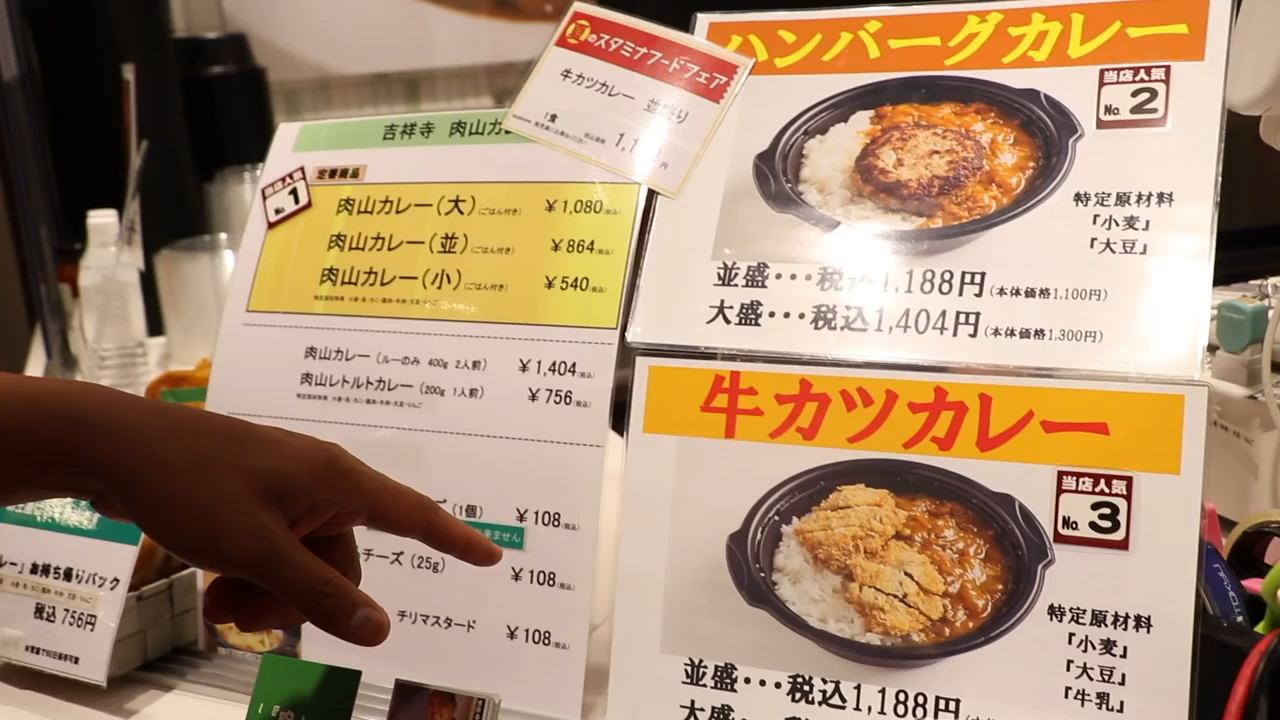 夏のスタミナフードフェア
牛カツカレー 並盛り
1食
吉祥寺 肉山カ
当店人気
No.1
定番商品
肉山カレー(大)(ごはん付き) ¥1,080(税込)
肉山カレー(並)(ごはん付き) ¥864(税込)
肉山カレー(小)(ごはん付き) ¥540(税込)
肉山カレー(ルーのみ 400g 2人前) ¥1,404(税込)
肉山レトルトカレー(200g 1人前) ¥756(税込)
(1個) ¥108(税込)
来ません
チーズ(25g) ¥108(税込)
チリマスタード ¥108(税込)
ハンバーグカレー
当店人気
No.2
特定原材料
『小麦』
『大豆』
並盛・・・税込1,188円(本体価格1,100円)
大盛・・・税込1,404円(本体価格1,300円)
牛カツカレー
当店人気
No.3
特定原材料
『小麦』
『大豆』
『牛乳』
並盛・・・税込1,188円
レー」お持ち帰りパック
税込 756円